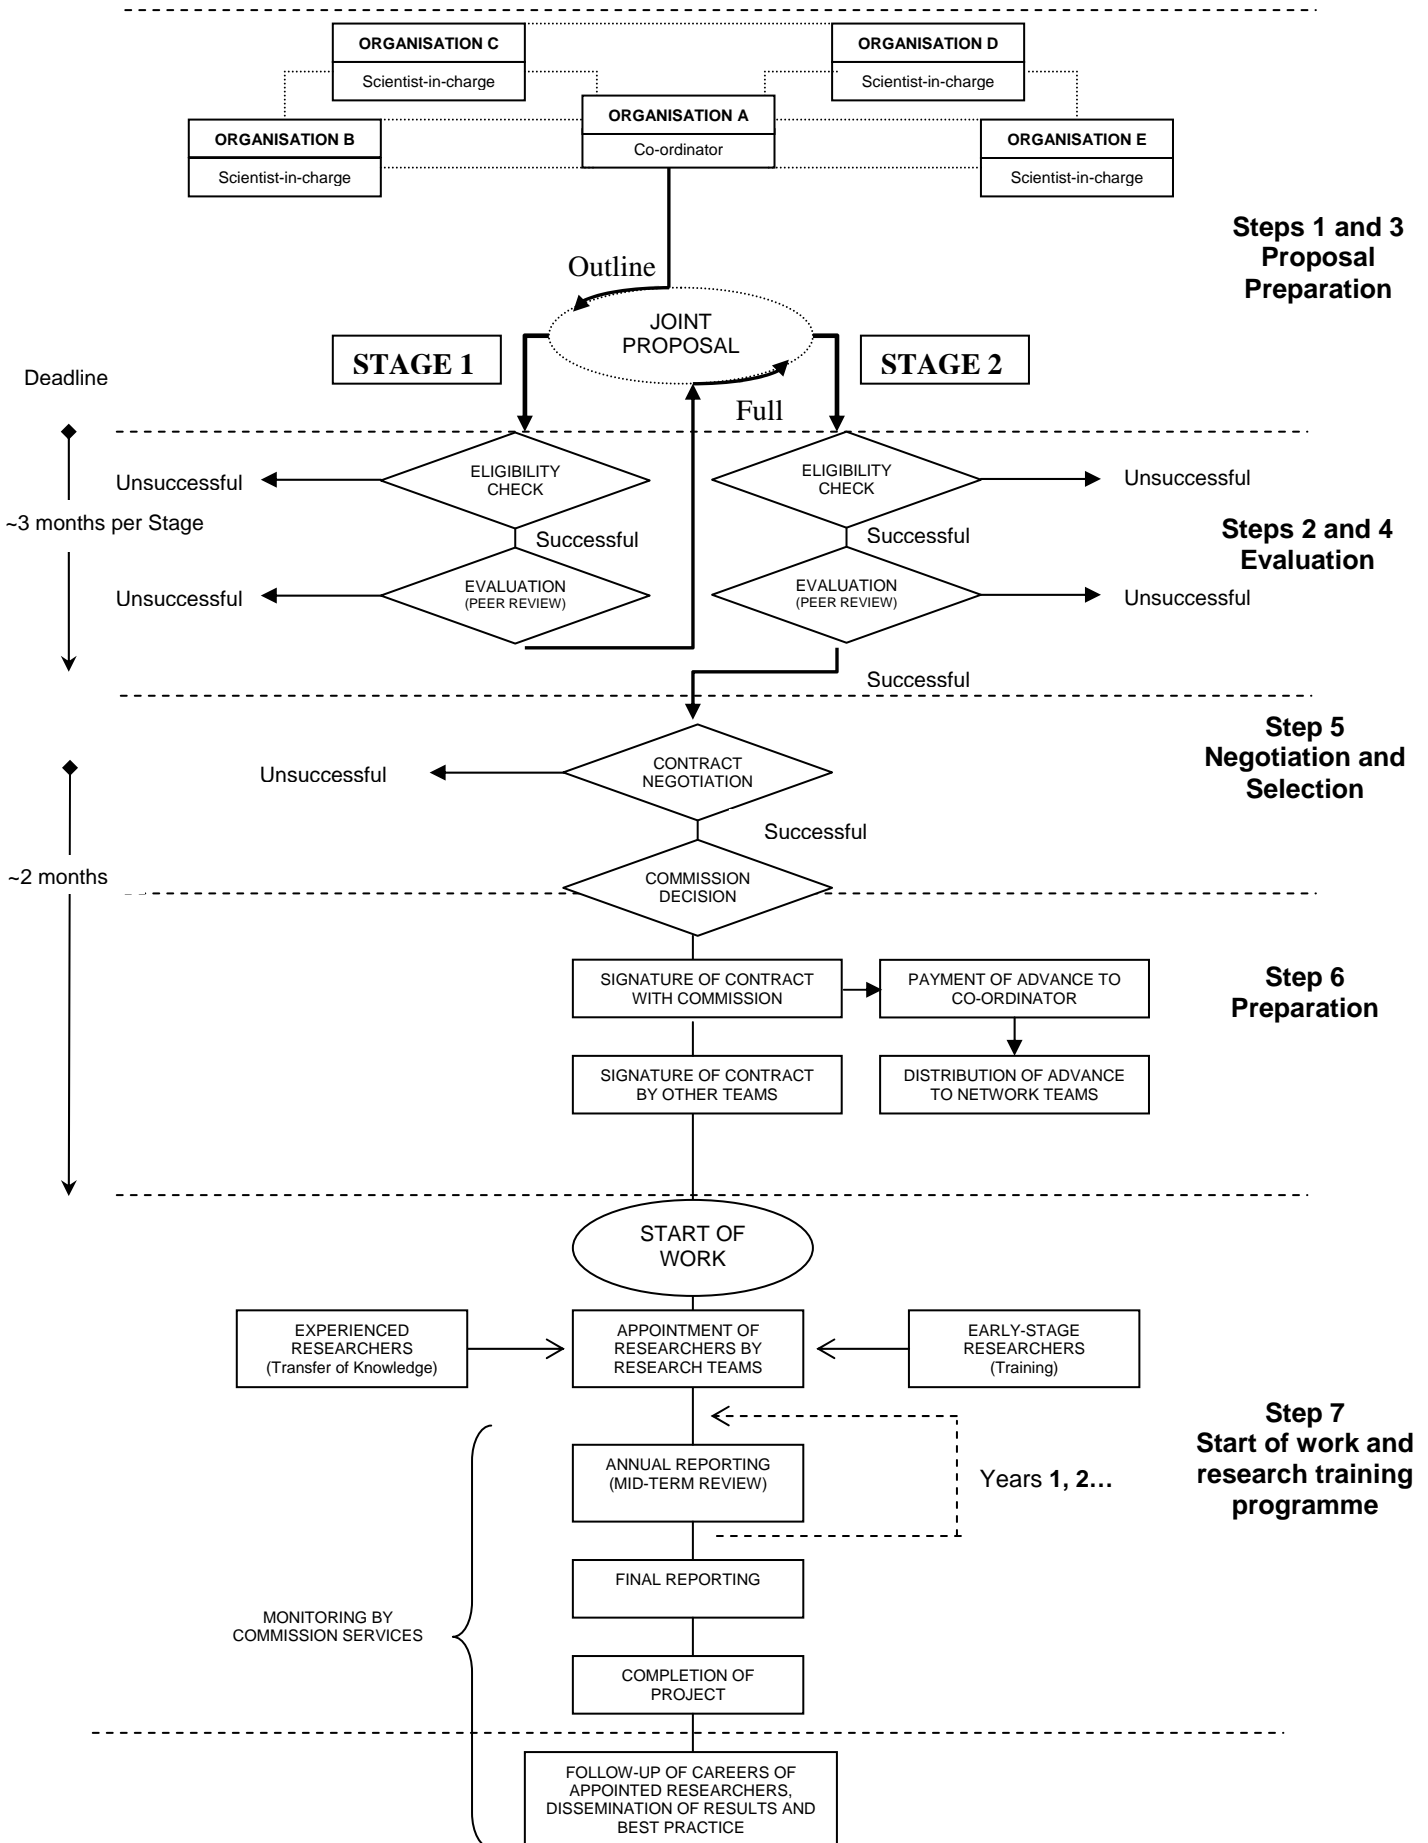 ORGANISATION C
Scientist-in-charge
ORGANISATION D
Scientist-in-charge
ORGANISATION A
Co-ordinator
ORGANISATION B
Scientist-in-charge
ORGANISATION E
Scientist-in-charge
Steps 1 and 3
Proposal
Preparation
Outline
JOINT
PROPOSAL
STAGE 1
STAGE 2
Deadline
Full
ELIGIBILITY
CHECK
Unsuccessful
ELIGIBILITY
CHECK
Unsuccessful
~3 months per Stage
Successful
Successful
Steps 2 and 4
Evaluation
EVALUATION
(PEER REVIEW)
Unsuccessful
EVALUATION
(PEER REVIEW)
Unsuccessful
Successful
Step 5
Negotiation and
Selection
CONTRACT
NEGOTIATION
Unsuccessful
Successful
~2 months
COMMISSION
DECISION
SIGNATURE OF CONTRACT
WITH COMMISSION
PAYMENT OF ADVANCE TO
CO-ORDINATOR
Step 6
Preparation
SIGNATURE OF CONTRACT
BY OTHER TEAMS
DISTRIBUTION OF ADVANCE
TO NETWORK TEAMS
START OF
WORK
EXPERIENCED
RESEARCHERS
(Transfer of Knowledge)
APPOINTMENT OF
RESEARCHERS BY
RESEARCH TEAMS
EARLY-STAGE
RESEARCHERS
(Training)
Step 7
Start of work and
research training
programme
ANNUAL REPORTING
(MID-TERM REVIEW)
Years 1, 2…
FINAL REPORTING
MONITORING BY
COMMISSION SERVICES
COMPLETION OF
PROJECT
FOLLOW-UP OF CAREERS OF
APPOINTED RESEARCHERS,
DISSEMINATION OF RESULTS AND
BEST PRACTICE